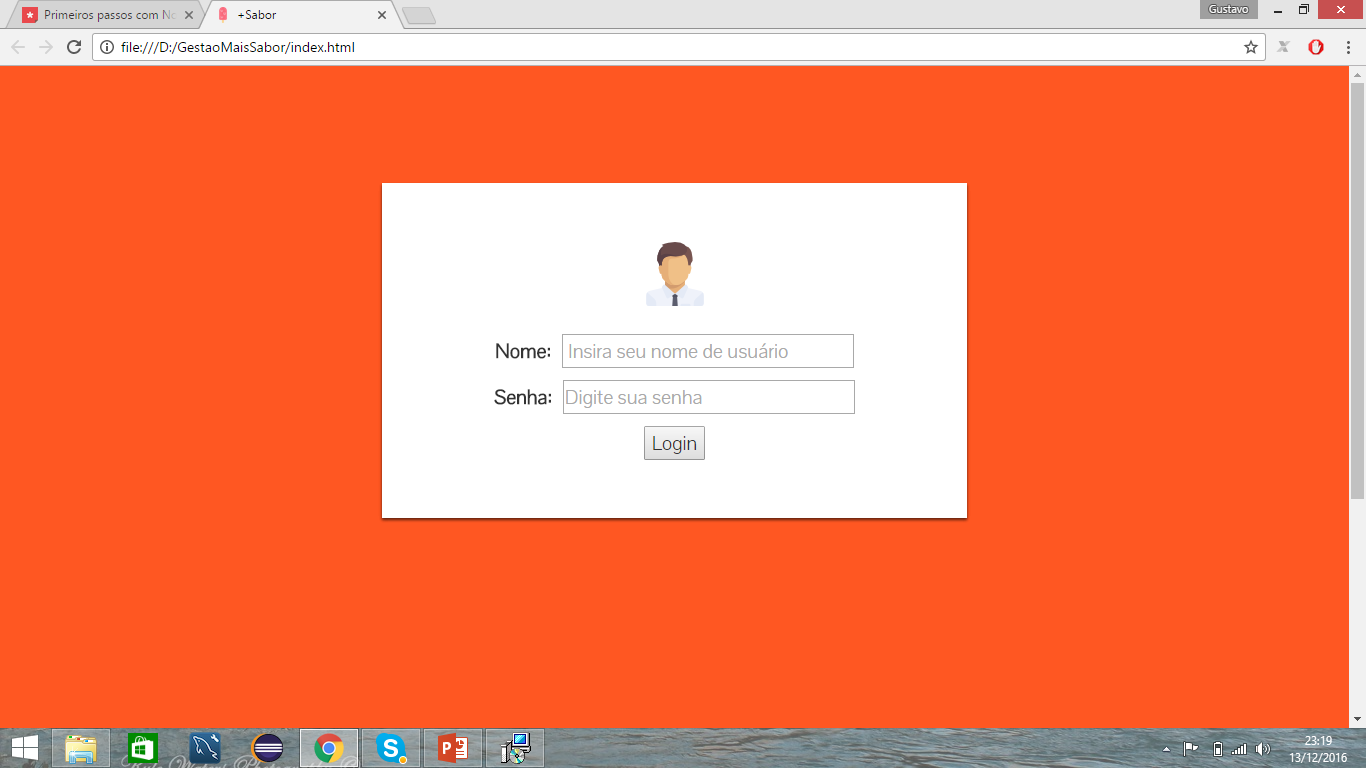 Primeiros passos com No
+Sabor
Gustavo
file:///D:/GestaoMaisSabor/index.html
Nome:
Insira seu nome de usuário
Senha:
Digite sua senha
Login
23:19
13/12/2016